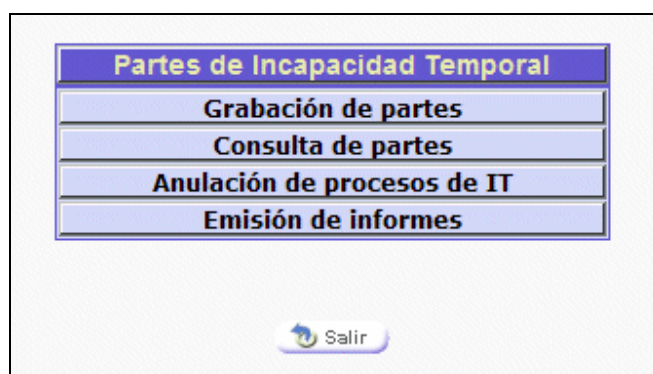 Partes de Incapacidad Temporal
Grabación de partes
Consulta de partes
Anulación de procesos de IT
Emisión de informes
Salir